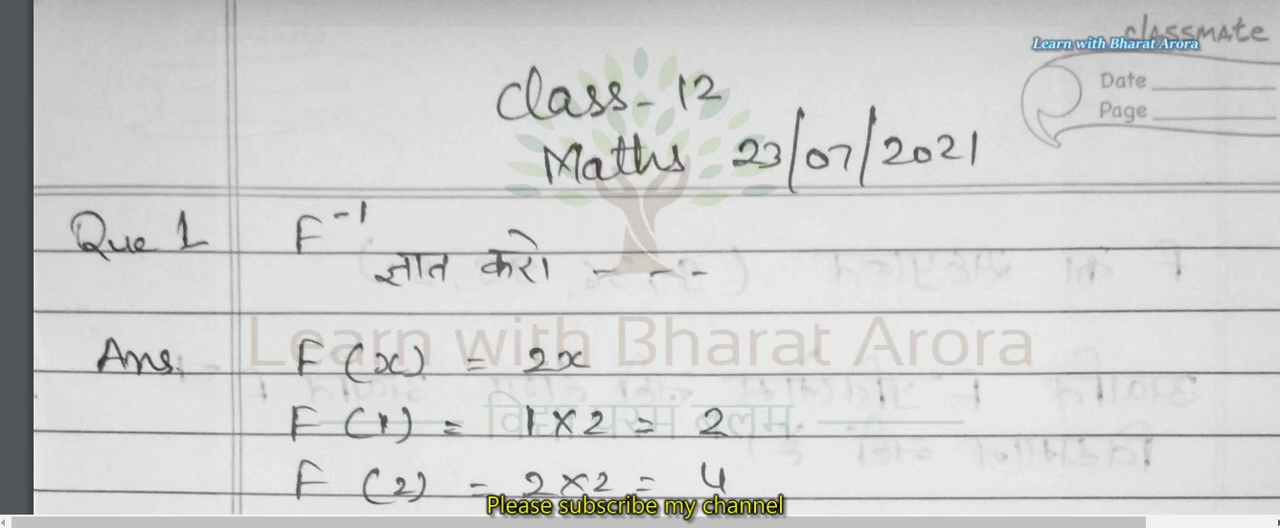 classmate
Learn with Bharat Arora
Date
Page
Class - 12
Maths 23/07/2021
Que 1 F⁻¹
ज्ञात करो - - -
Learn with Bharat Arora
Ans. F(x) = 2x
F(1) = 1×2 = 2
F(2) = 2×2 = 4
Please subscribe my channel